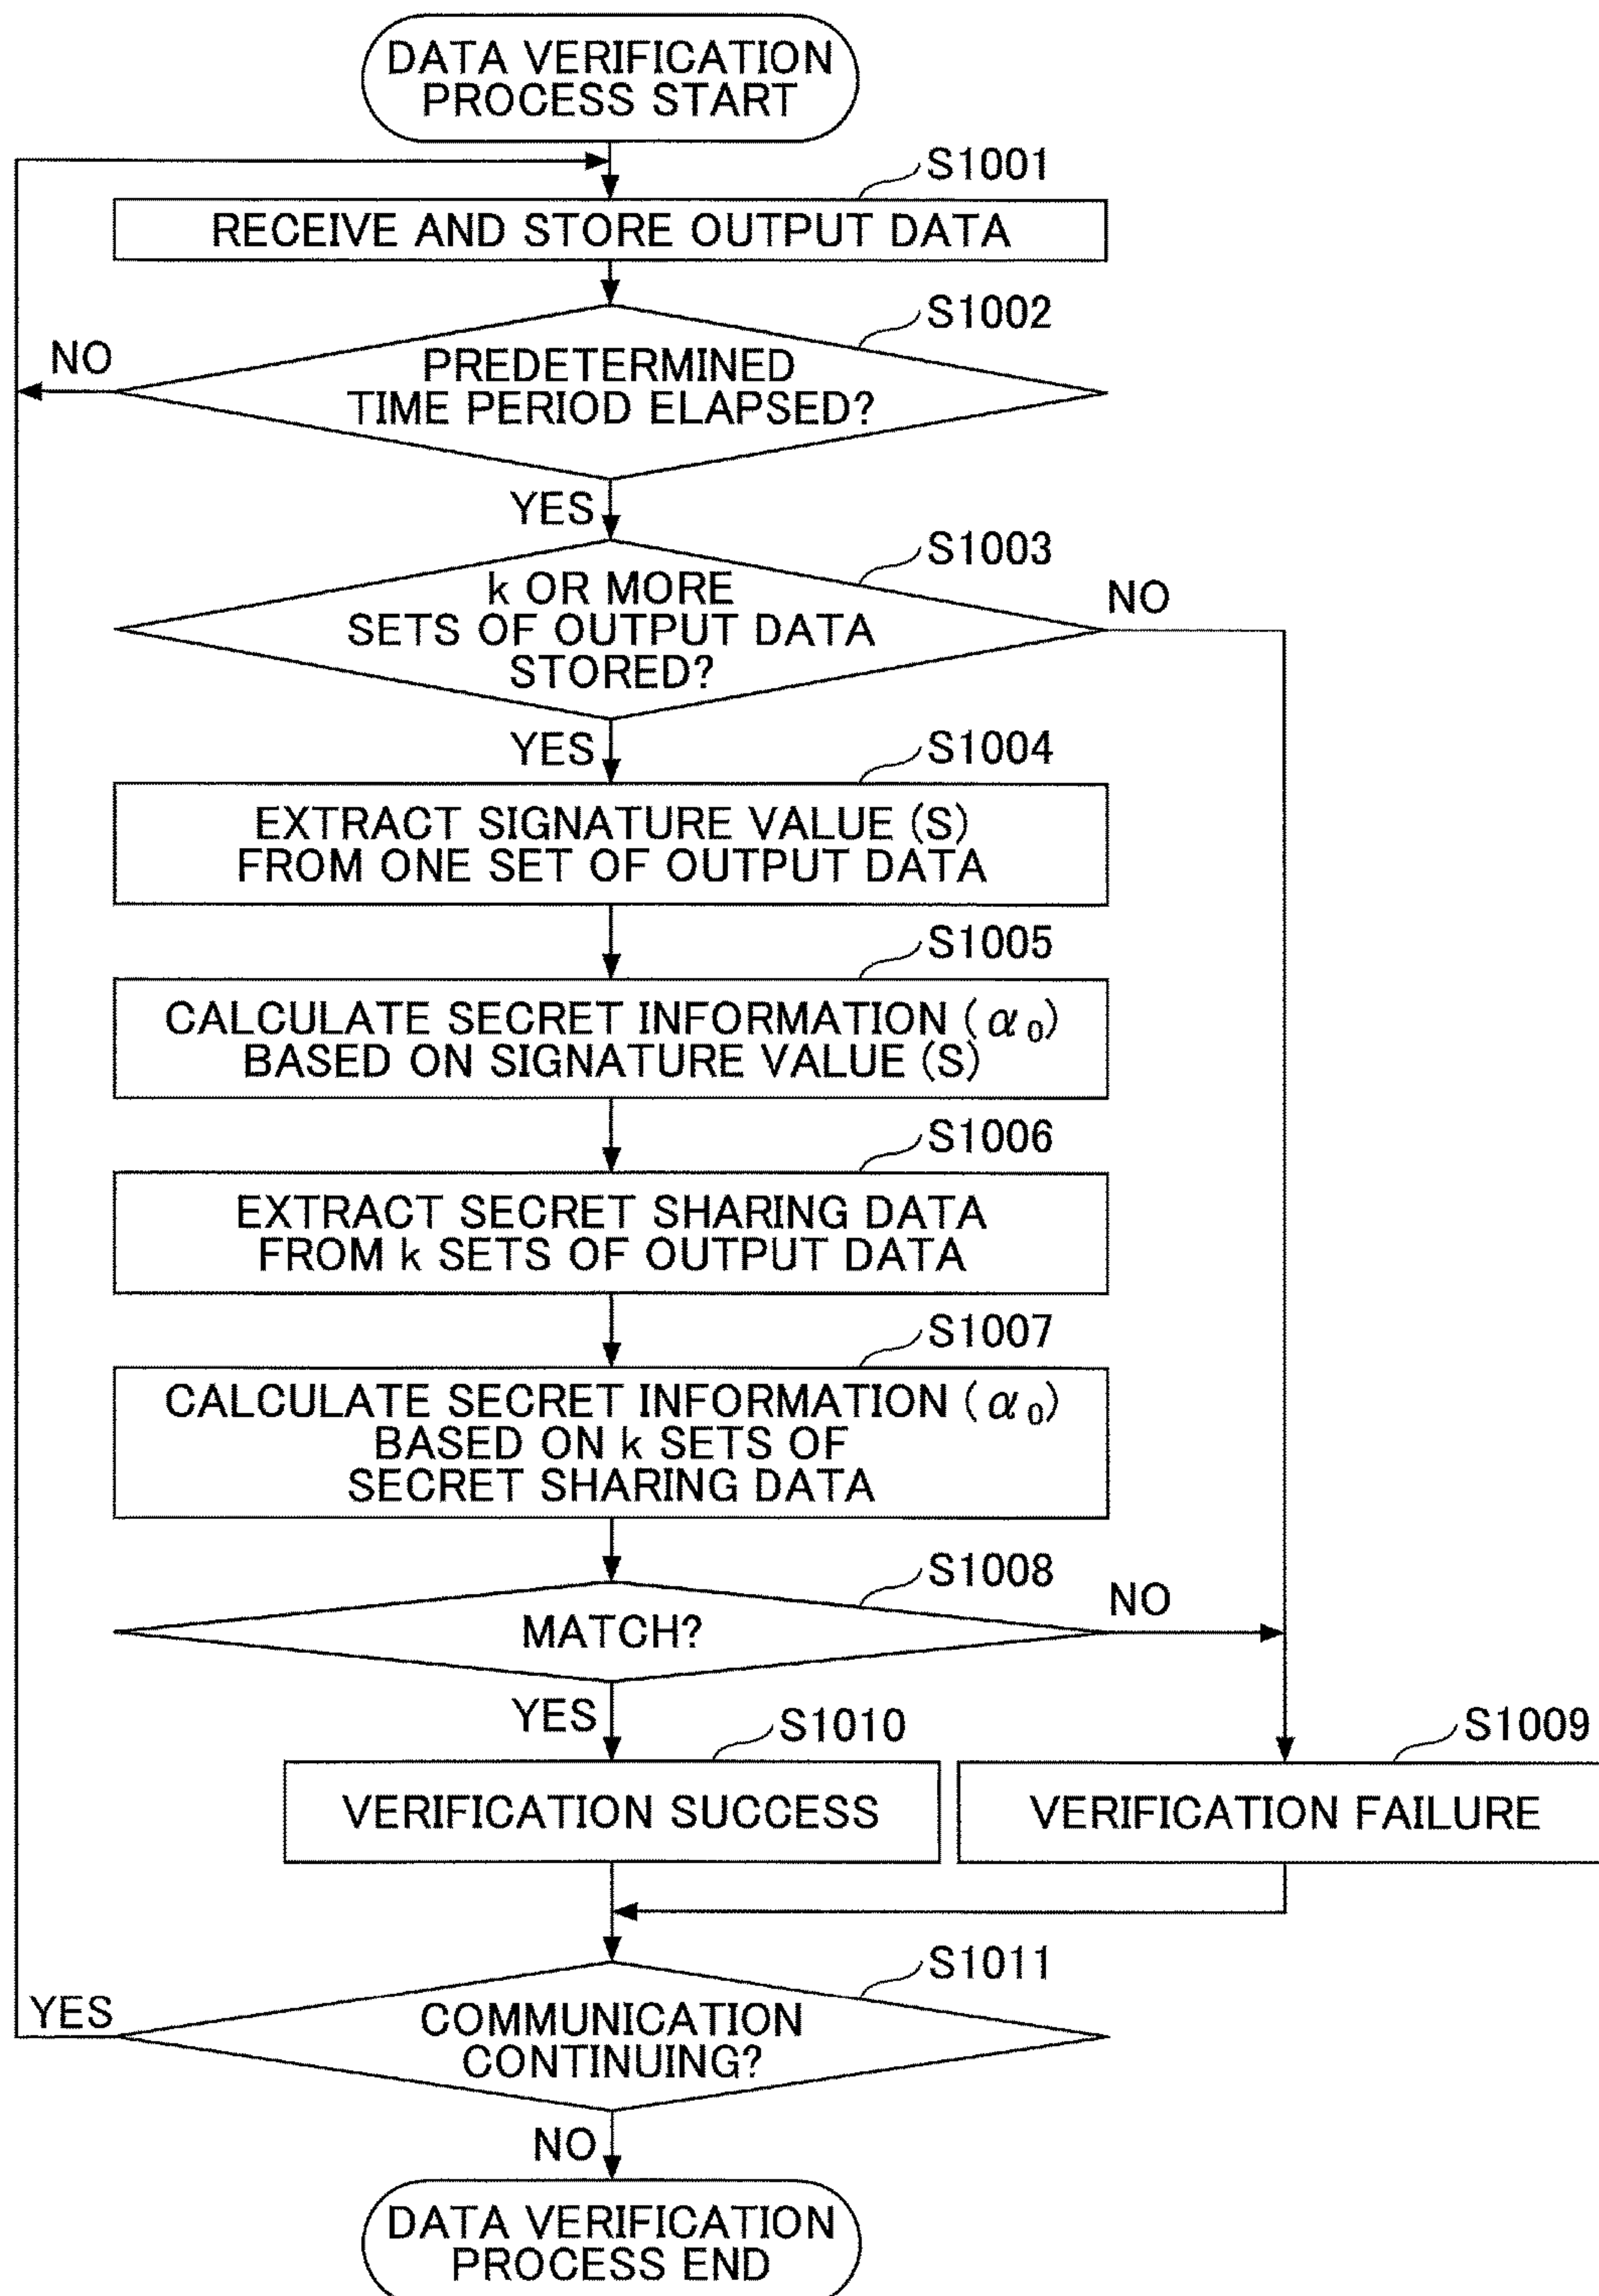 DATA VERIFICATION
PROCESS START
S1001
RECEIVE AND STORE OUTPUT DATA
S1002
NO
PREDETERMINED
TIME PERIOD ELAPSED?
YES
S1003
k OR MORE
SETS OF OUTPUT DATA
STORED?
NO
YES
S1004
EXTRACT SIGNATURE VALUE (S)
FROM ONE SET OF OUTPUT DATA
S1005
CALCULATE SECRET INFORMATION (α₀)
BASED ON SIGNATURE VALUE (S)
S1006
EXTRACT SECRET SHARING DATA
FROM k SETS OF OUTPUT DATA
S1007
CALCULATE SECRET INFORMATION (α₀)
BASED ON k SETS OF
SECRET SHARING DATA
S1008
MATCH?
NO
YES
S1010
VERIFICATION SUCCESS
S1009
VERIFICATION FAILURE
S1011
YES
COMMUNICATION
CONTINUING?
NO
DATA VERIFICATION
PROCESS END